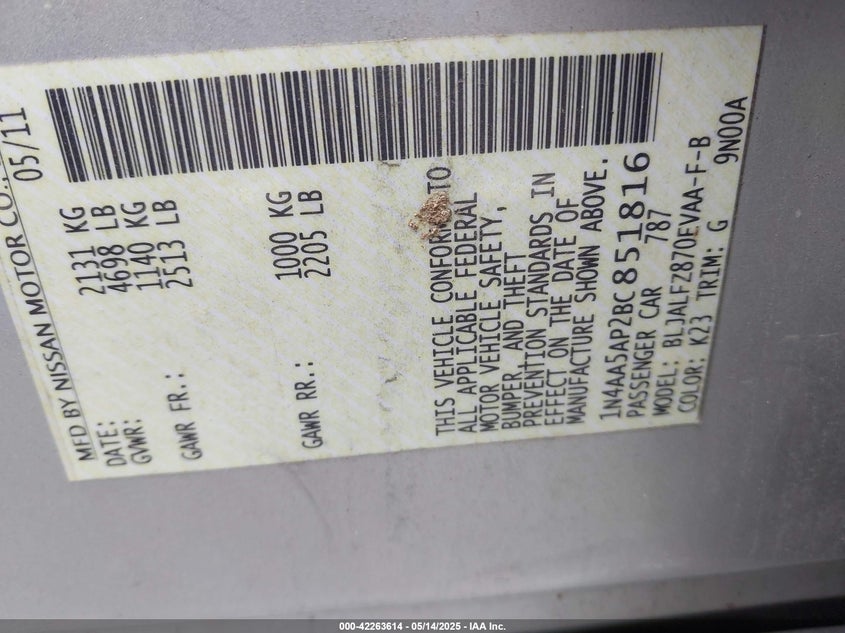 MFD BY NISSAN MOTOR CO.,
DATE: 05/11
GVWR: 2131 KG
4698 LB
GAWR FR.: 1140 KG
2513 LB
GAWR RR.: 1000 KG
2205 LB
THIS VEHICLE CONFORMS TO
ALL APPLICABLE FEDERAL
MOTOR VEHICLE SAFETY,
BUMPER, AND THEFT
PREVENTION STANDARDS IN
EFFECT ON THE DATE OF
MANUFACTURE SHOWN ABOVE.
1N4AA5AP2BC851816
PASSENGER CAR 787
MODEL: BLJALFZ870EVAA-F-B
COLOR: K23 TRIM: G 9N00A
000-42263614 - 05/14/2025 - IAA Inc.